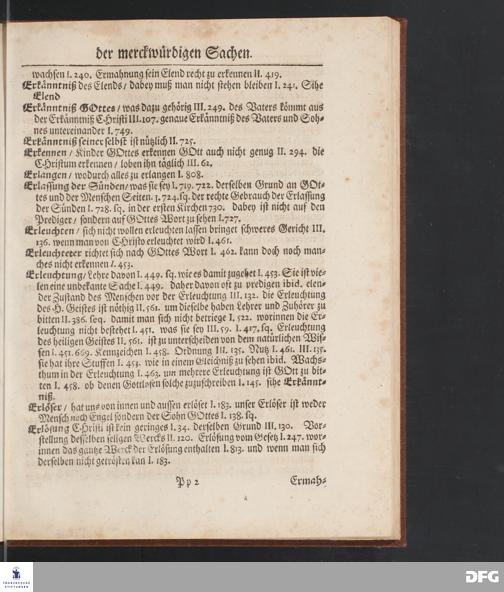 der merckwürdigen Sachen.
wachsen I. 240. Ermahnung sein Elend recht zu erkennen II. 419.
Erkänntniß des Elends / dabey muß man nicht stehen bleiben I. 241. Sihe
Elend
Erkänntniß GOttes / was dazu gehörig III. 249. des Vaters kömmt aus
der Erkänntniß Christi III. 107. genaue Erkänntniß des Vaters und Soh-
nes untereinander I. 749.
Erkänntniß seiner selbst ist nützlich II. 725.
Erkennen / Kinder GOttes erkennen GOtt auch nicht genug II. 294. die
Christum erkennen / loben ihn täglich III. 62.
Erlangen / wodurch alles zu erlangen I. 808.
Erlassung der Sünden / was sie sey I. 719. 722. derselben Grund an GOt-
tes und der Menschen Seiten. I. 724. sq. der rechte Gebrauch der Erlassung
der Sünden I. 728. sq. in der ersten Kirchen 730. dabey ist nicht auf den
Prediger / sondern auf GOttes Wort zu sehen I. 727.
Erleuchten / sich nicht wollen erleuchten lassen bringet schweres Gericht III.
136. wenn man von Christo erleuchtet wird I. 461.
Erleuchteter richtet sich nach GOttes Wort I. 462. kann doch noch man-
ches nicht erkennen I. 453.
Erleuchtung / Lehre davon I. 449. sq. wie es damit zugehet I. 453. Sie ist vie-
len eine unbekante Sache I. 449. daher davon oft zu predigen ibid. elen-
der Zustand des Menschen vor der Erleuchtung III. 132. die Erleuchtung
des H. Geistes ist nöthig II. 561. um dieselbe haben Lehrer und Zuhörer zu
bitten II. 386. seq. damit man sich nicht betriege I. 522. worinnen die Er-
leuchtung nicht bestehet I. 451. was sie sey III. 59. I. 417. sq. Erleuchtung
des heiligen Geistes II. 561. ist zu unterscheiden von dem natürlichen Wis-
sen I. 451. 669. Kennzeichen I. 458. Ordnung III. 135. Nutz I. 461. III. 135.
sie hat ihre Stuffen I. 453. wie in einem Gleichniß zu sehen ibid. Wachs-
thum in der Erleuchtung I. 463. um mehrere Erleuchtung ist GOtt zu bit-
ten I. 458. ob denen Gottlosen solche zuzuschreiben I. 145. sihe Erkännt-
niß.
Erlöser / hat uns von innen und aussen erlöset I. 183. unser Erlöser ist weder
Mensch noch Engel sondern der Sohn GOttes I. 138. sq.
Erlösung Christi ist kein geringes I. 34. derselben Grund III. 130. Vor-
stellung desselben seligen Wercks II. 120. Erlösung vom Gesetz I. 247. wor-
innen das gantze Werck der Erlösung enthalten I. 813. und wenn man sich
derselben nicht getrösten kan I. 183.
Pp 2 Ermah-
FRANCKESCHE
STIFTUNGEN
DFG